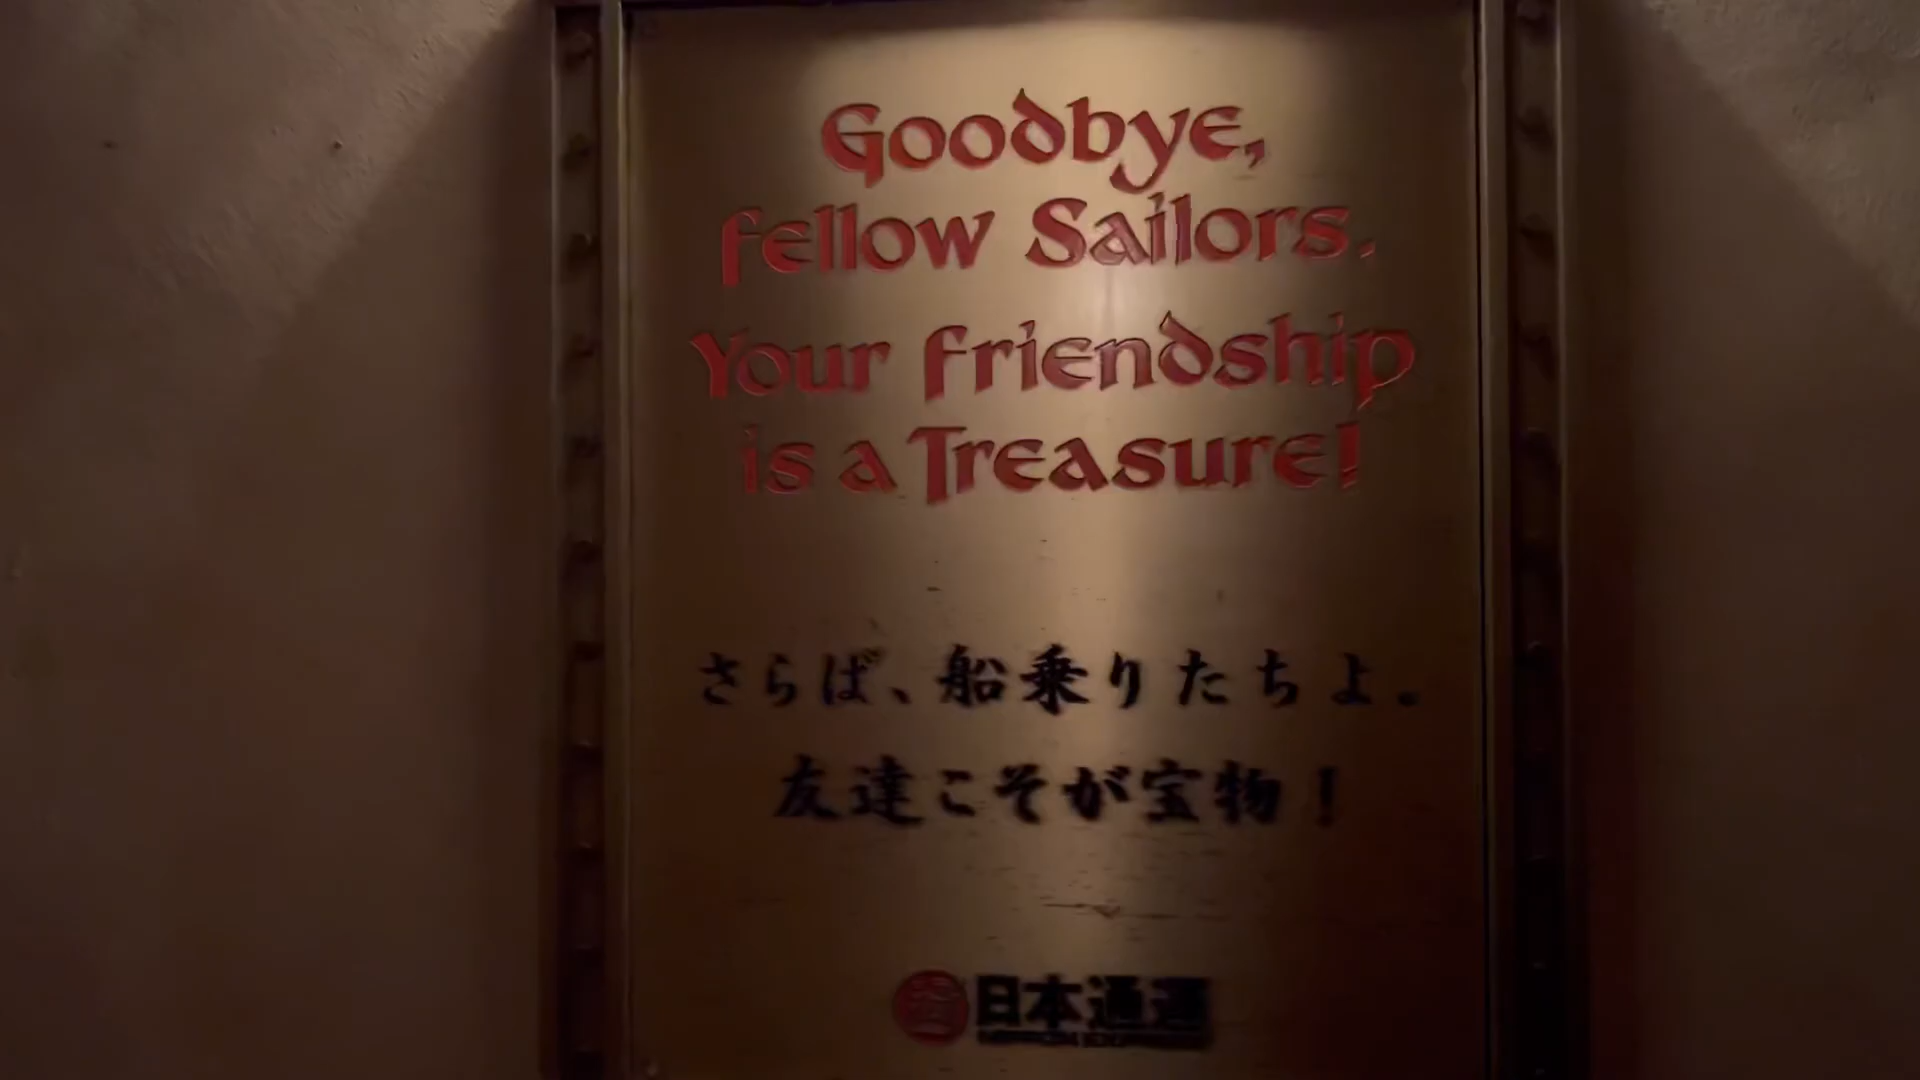 Goodbye,
fellow Sailors.
Your friendship
is a Treasure!
さらば、船乗りたちよ。
友達こそが宝物！
日本通運